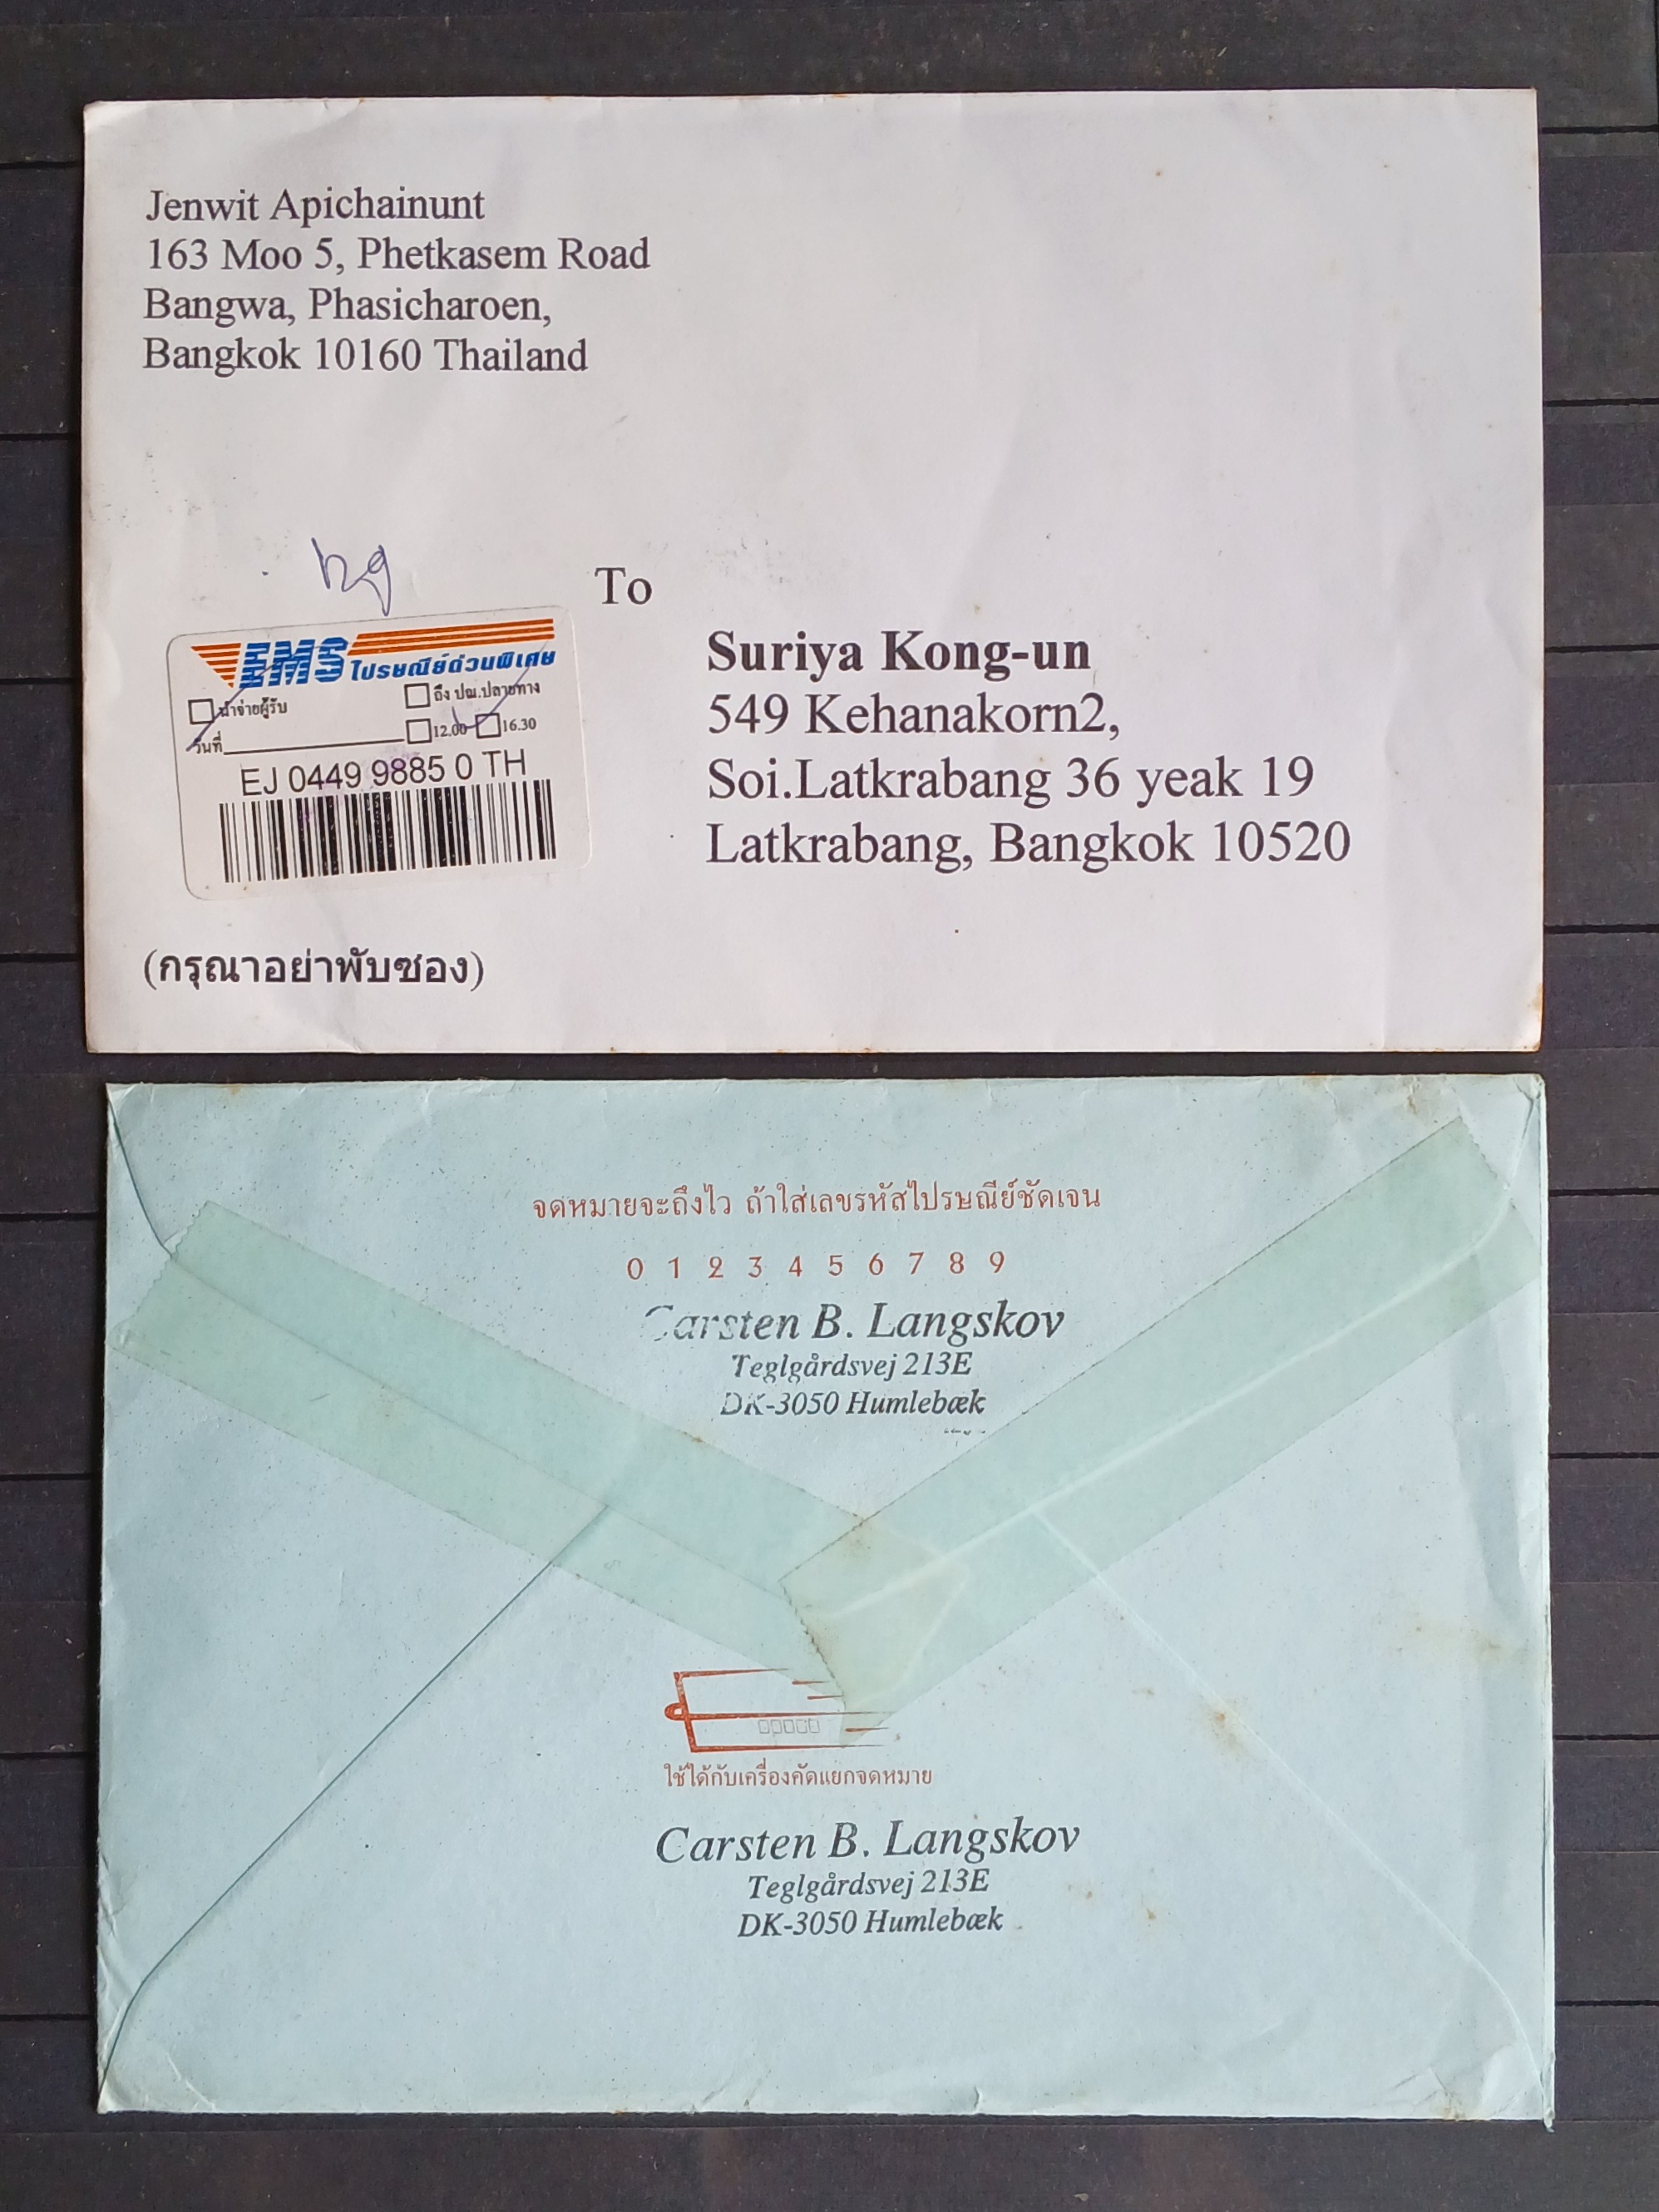 Jenwit Apichainunt
163 Moo 5, Phetkasem Road
Bangwa, Phasicharoen,
Bangkok 10160 Thailand
To
Suriya Kong-un
549 Kehanakorn2,
Soi.Latkrabang 36 yeak 19
Latkrabang, Bangkok 10520
EMS ไปรษณีย์ด่วนพิเศษ
นำจ่ายผู้รับ ถึง ปณ.ปลายทาง
วันที่ 12.00 16.30
EJ 0449 9885 0 TH
(กรุณาอย่าพับซอง)
จดหมายจะถึงไว ถ้าใส่เลขรหัสไปรษณีย์ชัดเจน
0 1 2 3 4 5 6 7 8 9
Carsten B. Langskov
Teglgårdsvej 213E
DK-3050 Humlebæk
ใช้ได้กับเครื่องคัดแยกจดหมาย
Carsten B. Langskov
Teglgårdsvej 213E
DK-3050 Humlebæk